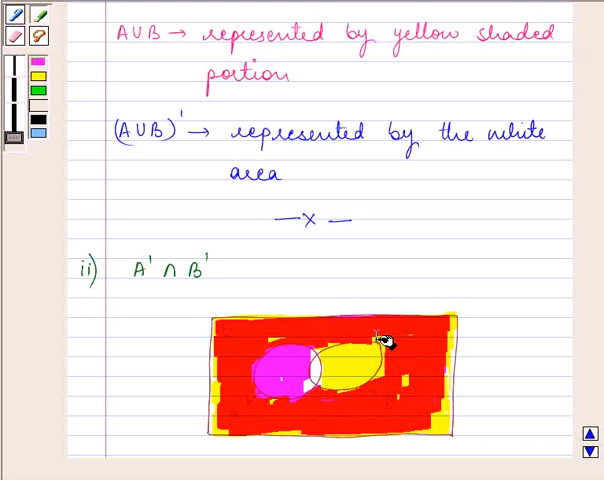 A∪B → represented by yellow shaded
portion
(A∪B)' → represented by the white
area
— x —
ii) A' ∩ B'